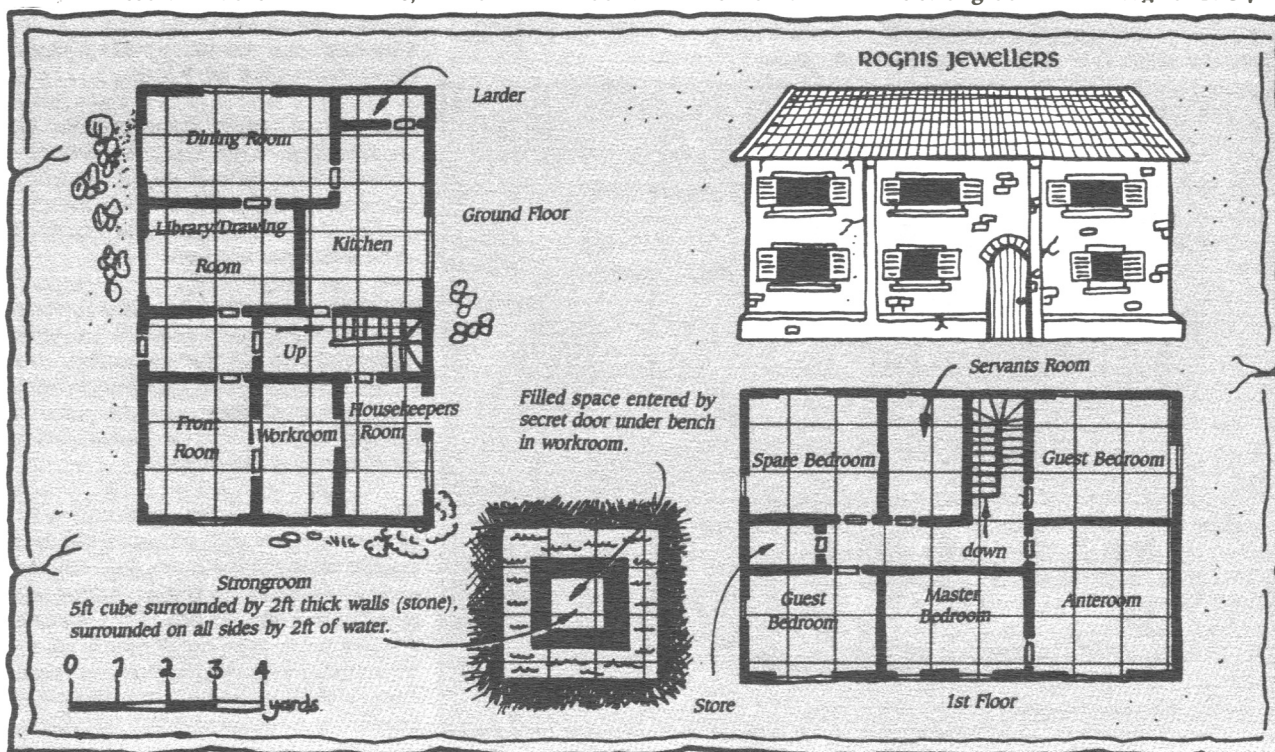 ROGNIS JEWELLERS
Larder
Dining Room
Ground Floor
Library/Drawing
Room
Kitchen
Up
Front
Room
Workroom
Housekeepers
Room
Filled space entered by
secret door under bench
in workroom.
Servants Room
Spare Bedroom
Guest Bedroom
down
Guest
Bedroom
Master
Bedroom
Anteroom
Store
1st Floor
Strongroom
5ft cube surrounded by 2ft thick walls (stone),
surrounded on all sides by 2ft of water.
0 1 2 3 4
yards